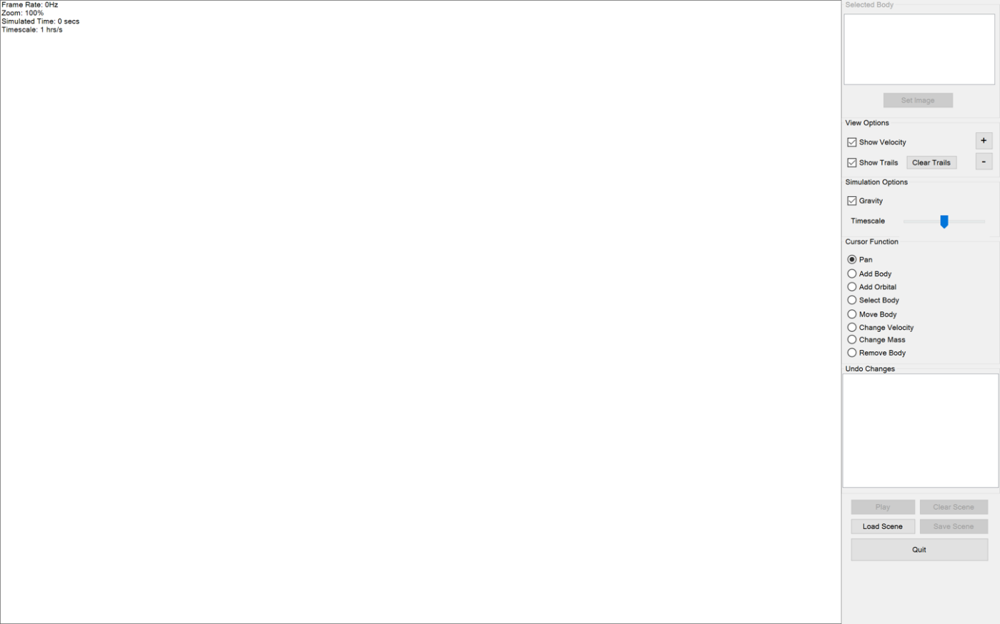 Frame Rate: 0Hz
Zoom: 100%
Simulated Time: 0 secs
Timescale: 1 hrs/s
Selected Body
Set Image
View Options
Show Velocity
+
Show Trails
Clear Trails
-
Simulation Options
Gravity
Timescale
Cursor Function
Pan
Add Body
Add Orbital
Select Body
Move Body
Change Velocity
Change Mass
Remove Body
Undo Changes
Play
Clear Scene
Load Scene
Save Scene
Quit